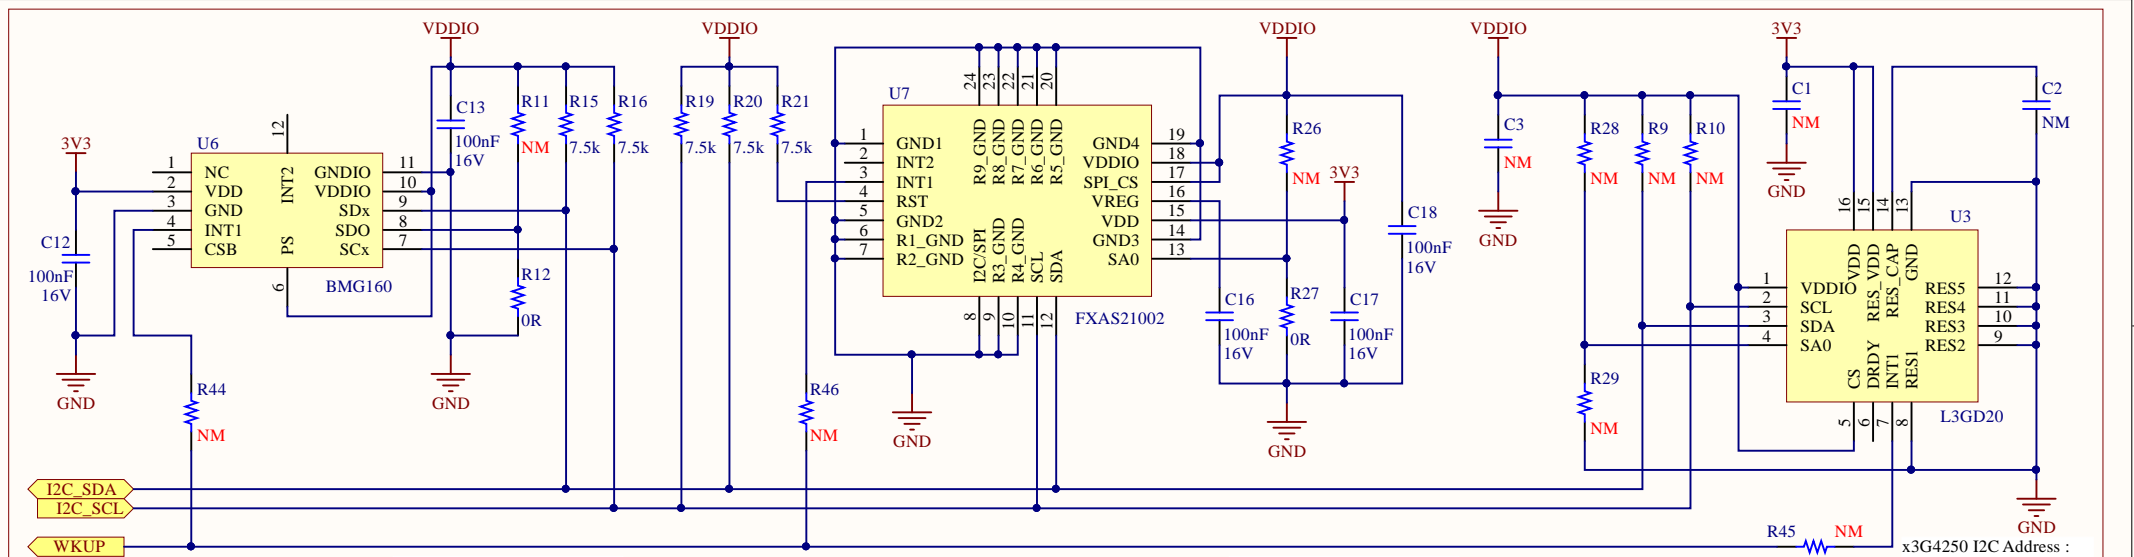 VDDIO
VDDIO
VDDIO
VDDIO
3V3
3V3
U6
12
1
2
3
4
5
NC
VDD
GND
INT1
CSB
INT2
PS
GNDIO
VDDIO
SDx
SDO
SCx
11
10
9
8
7
6
BMG160
C12
100nF
16V
GND
C13
100nF
16V
R11
NM
R15
7.5k
R16
7.5k
R12
0R
GND
R44
NM
R19
7.5k
R20
7.5k
R21
7.5k
U7
24
23
22
21
20
R9_GND
R8_GND
R7_GND
R6_GND
R5_GND
1
2
3
4
5
6
7
GND1
INT2
INT1
RST
GND2
R1_GND
R2_GND
GND4
VDDIO
SPI_CS
VREG
VDD
GND3
SA0
19
18
17
16
15
14
13
I2C/SPI
R3_GND
R4_GND
SCL
SDA
8
9
10
11
12
FXAS21002
GND
R46
NM
R26
NM
3V3
C18
100nF
16V
C16
100nF
16V
R27
0R
C17
100nF
16V
GND
C3
NM
GND
R28
NM
R9
NM
R10
NM
R29
NM
C1
NM
GND
C2
NM
U3
16
15
14
13
VDD
RES_VDD
RES_CAP
GND
1
2
3
4
VDDIO
SCL
SDA
SA0
RES5
RES4
RES3
RES2
12
11
10
9
CS
DRDY
INT1
RES1
5
6
7
8
L3GD20
GND
I2C_SDA
I2C_SCL
WKUP
R45
NM
x3G4250 I2C Address :